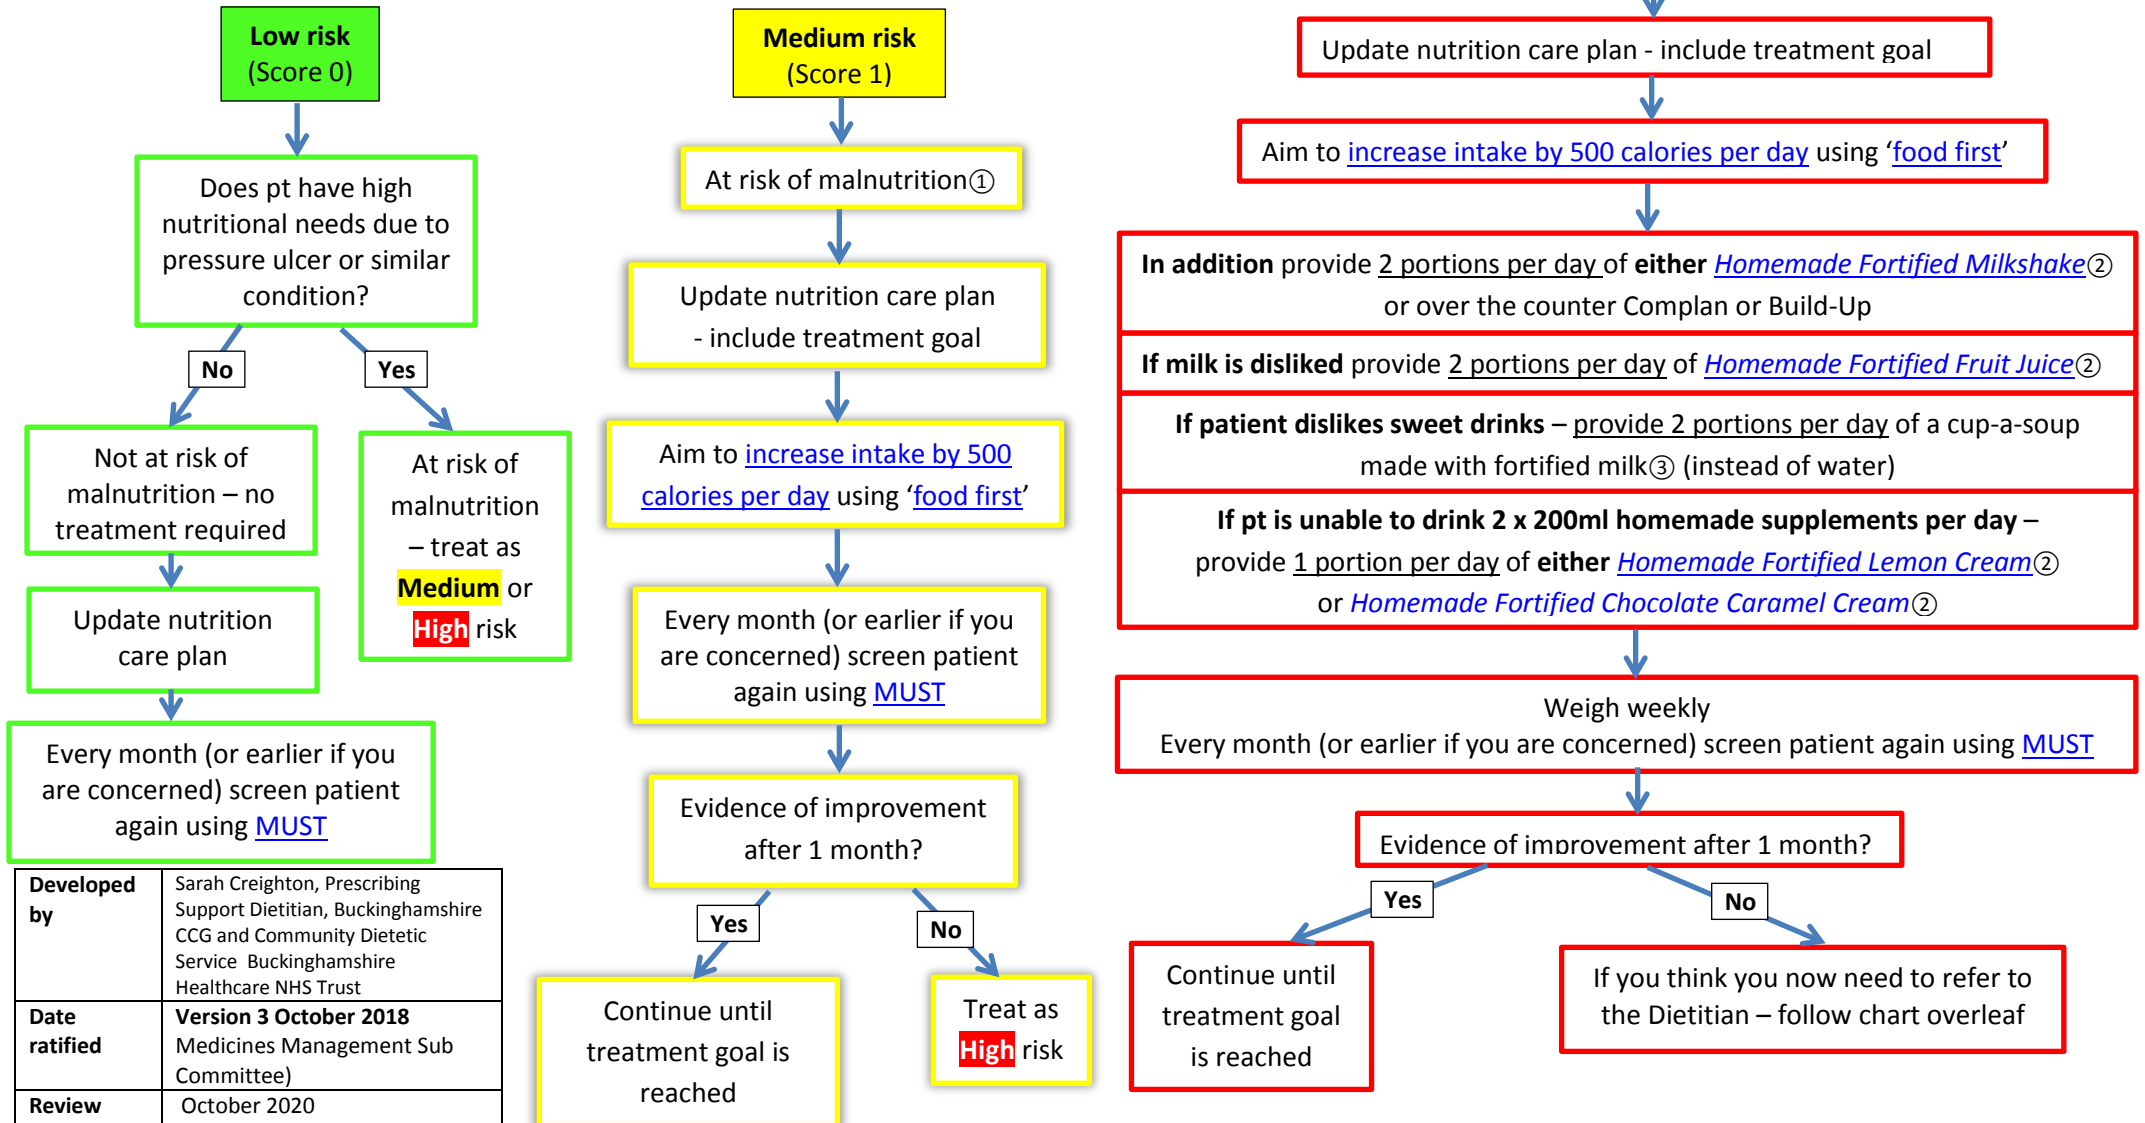 Low risk
(Score 0)
Does pt have high
nutritional needs due to
pressure ulcer or similar
condition?
No
Yes
Not at risk of
malnutrition – no
treatment required
At risk of
malnutrition
– treat as
Medium or
High risk
Update nutrition
care plan
Every month (or earlier if you
are concerned) screen patient
again using MUST
Developed
by
Sarah Creighton, Prescribing
Support Dietitian, Buckinghamshire
CCG and Community Dietetic
Service Buckinghamshire
Healthcare NHS Trust
Date
ratified
Version 3 October 2018
Medicines Management Sub
Committee)
Review
October 2020
Medium risk
(Score 1)
At risk of malnutrition①
Update nutrition care plan
- include treatment goal
Aim to increase intake by 500
calories per day using ‘food first’
Every month (or earlier if you
are concerned) screen patient
again using MUST
Evidence of improvement
after 1 month?
Yes
No
Continue until
treatment goal is
reached
Treat as
High risk
Update nutrition care plan - include treatment goal
Aim to increase intake by 500 calories per day using ‘food first’
In addition provide 2 portions per day of either Homemade Fortified Milkshake②
or over the counter Complan or Build-Up
If milk is disliked provide 2 portions per day of Homemade Fortified Fruit Juice②
If patient dislikes sweet drinks – provide 2 portions per day of a cup-a-soup
made with fortified milk③ (instead of water)
If pt is unable to drink 2 x 200ml homemade supplements per day –
provide 1 portion per day of either Homemade Fortified Lemon Cream②
or Homemade Fortified Chocolate Caramel Cream②
Weigh weekly
Every month (or earlier if you are concerned) screen patient again using MUST
Evidence of improvement after 1 month?
Yes
No
Continue until
treatment goal
is reached
If you think you now need to refer to
the Dietitian – follow chart overleaf